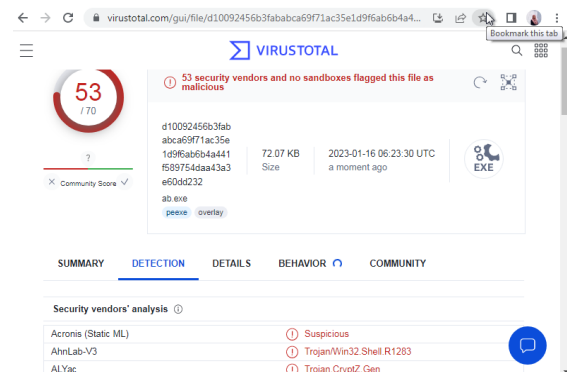 virustotal.com/gui/file/d10092456b3fababca69f71ac35e1d9f6ab6b4a4...
Bookmark this tab
VIRUSTOTAL
53
/ 70
?
Community Score
53 security vendors and no sandboxes flagged this file as
malicious
d10092456b3fab
abca69f71ac35e
1d9f6ab6b4a441
f589754daa43a3
e60dd232
ab.exe
peexe overlay
72.07 KB
Size
2023-01-16 06:23:30 UTC
a moment ago
EXE
SUMMARY DETECTION DETAILS BEHAVIOR COMMUNITY
Security vendors' analysis
Acronis (Static ML) Suspicious
AhnLab-V3 Trojan/Win32.Shell.R1283
ALYac Trojan.CryptZ.Gen